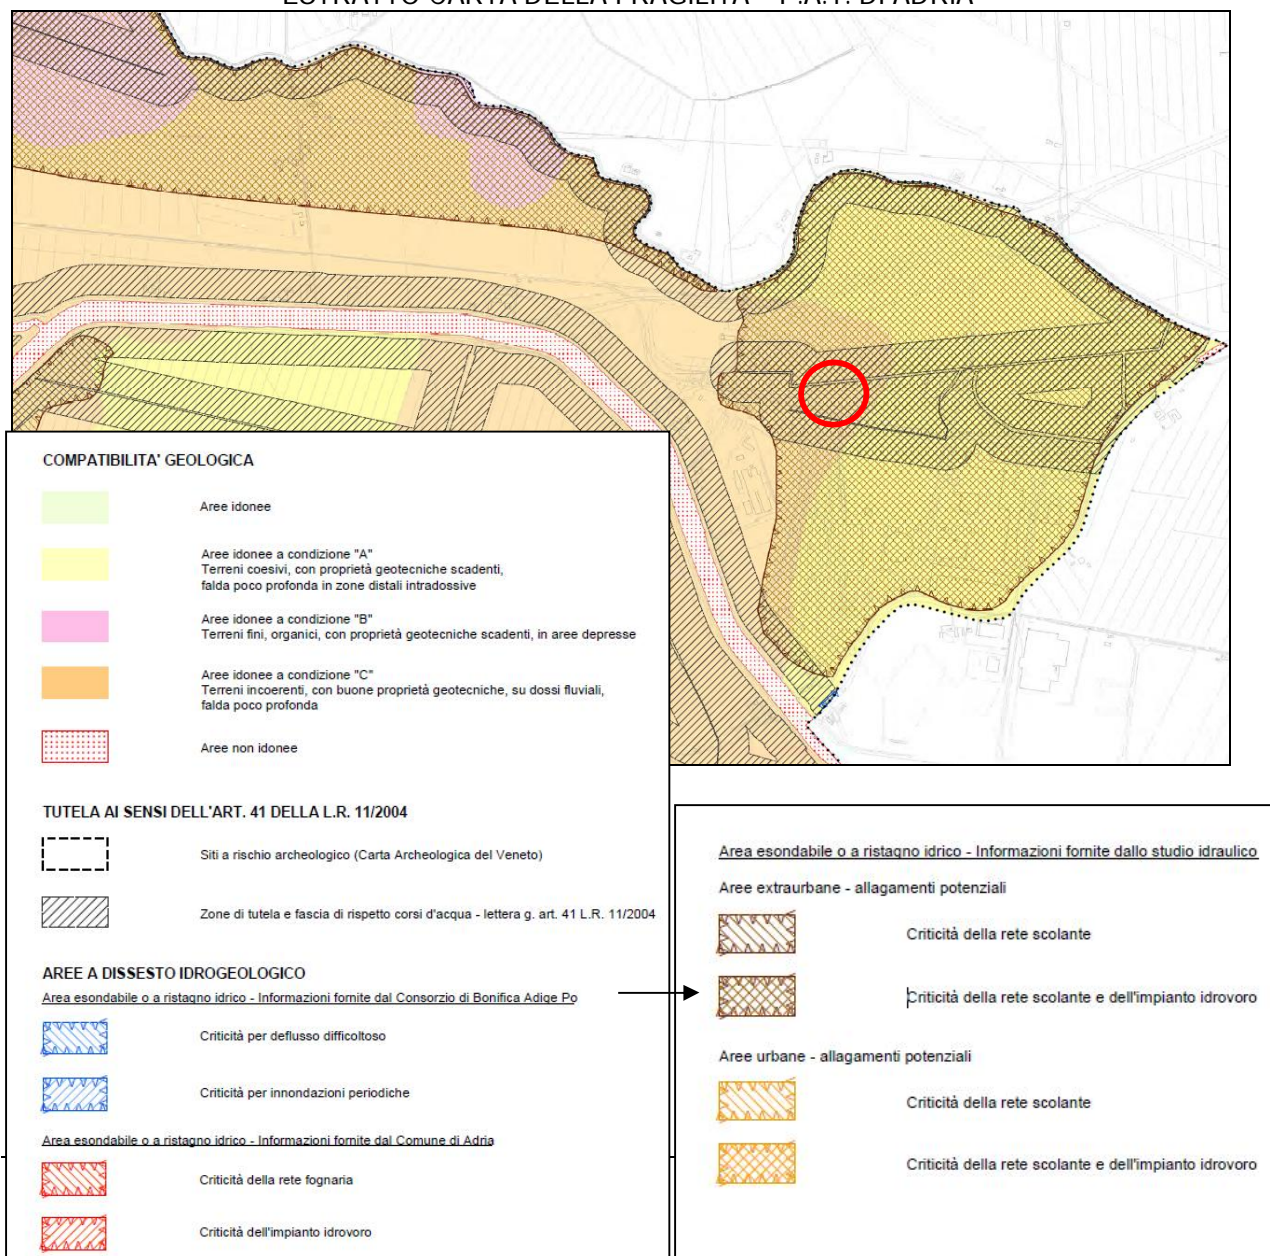 ESTRATTO CARTA DELLA FRAGILITA' - P.A.T. DI ADRIA
COMPATIBILITA' GEOLOGICA
Aree idonee
Aree idonee a condizione "A"
Terreni coesivi, con proprietà geotecniche scadenti,
falda poco profonda in zone distali intradossive
Aree idonee a condizione "B"
Terreni fini, organici, con proprietà geotecniche scadenti, in aree depresse
Aree idonee a condizione "C"
Terreni incoerenti, con buone proprietà geotecniche, su dossi fluviali,
falda poco profonda
Aree non idonee
TUTELA AI SENSI DELL'ART. 41 DELLA L.R. 11/2004
Siti a rischio archeologico (Carta Archeologica del Veneto)
Zone di tutela e fascia di rispetto corsi d'acqua - lettera g. art. 41 L.R. 11/2004
AREE A DISSESTO IDROGEOLOGICO
Area esondabile o a ristagno idrico - Informazioni fornite dal Consorzio di Bonifica Adige Po
Criticità per deflusso difficoltoso
Criticità per innondazioni periodiche
Area esondabile o a ristagno idrico - Informazioni fornite dal Comune di Adria
Criticità della rete fognaria
Criticità dell'impianto idrovoro
Area esondabile o a ristagno idrico - Informazioni fornite dallo studio idraulico
Aree extraurbane - allagamenti potenziali
Criticità della rete scolante
Criticità della rete scolante e dell'impianto idrovoro
Aree urbane - allagamenti potenziali
Criticità della rete scolante
Criticità della rete scolante e dell'impianto idrovoro